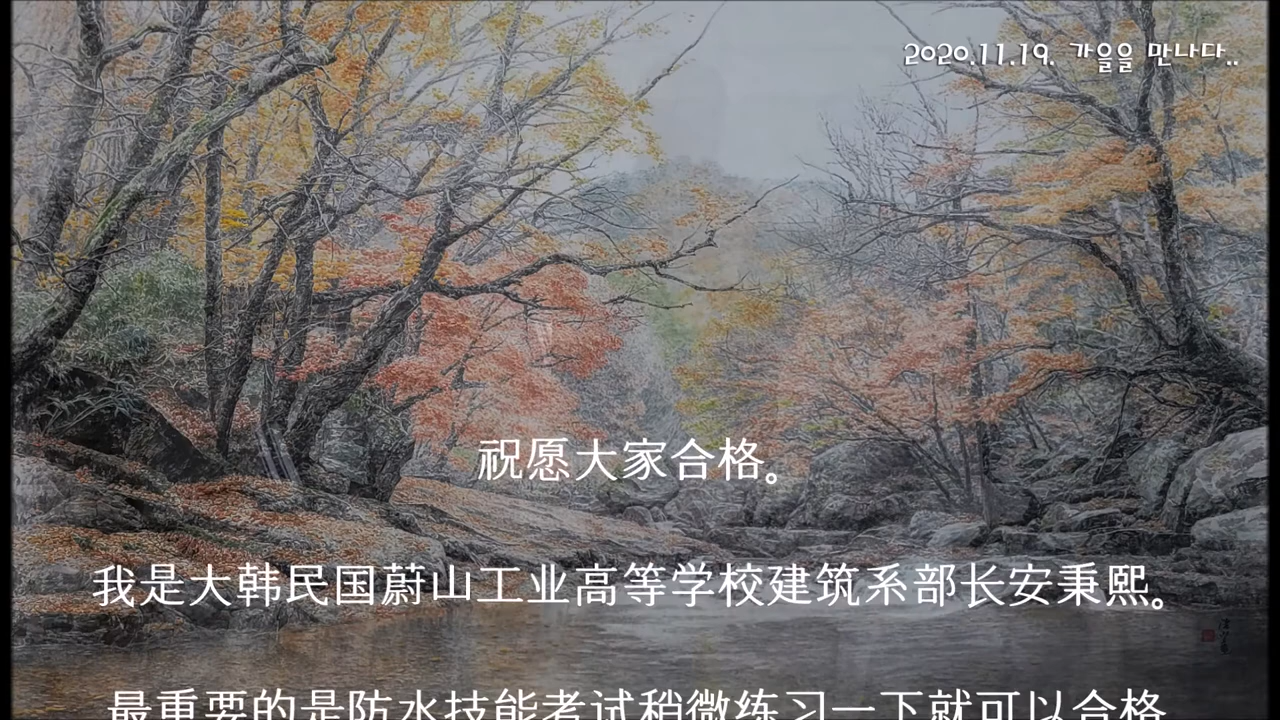 2020.11.19. 가을을 만나다..
祝愿大家合格。
我是大韩民国蔚山工业高等学校建筑系部长安秉熙。
最重要的是防水技能考试稍微练习一下就可以合格